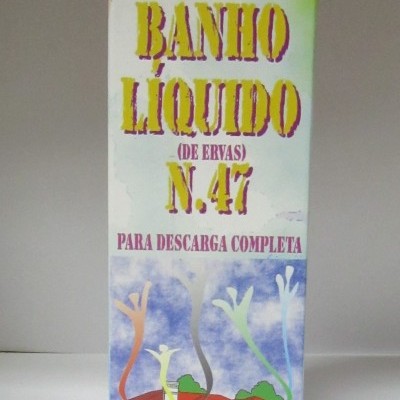 BANHO
LÍQUIDO
(DE ERVAS)
N.47
PARA DESCARGA COMPLETA